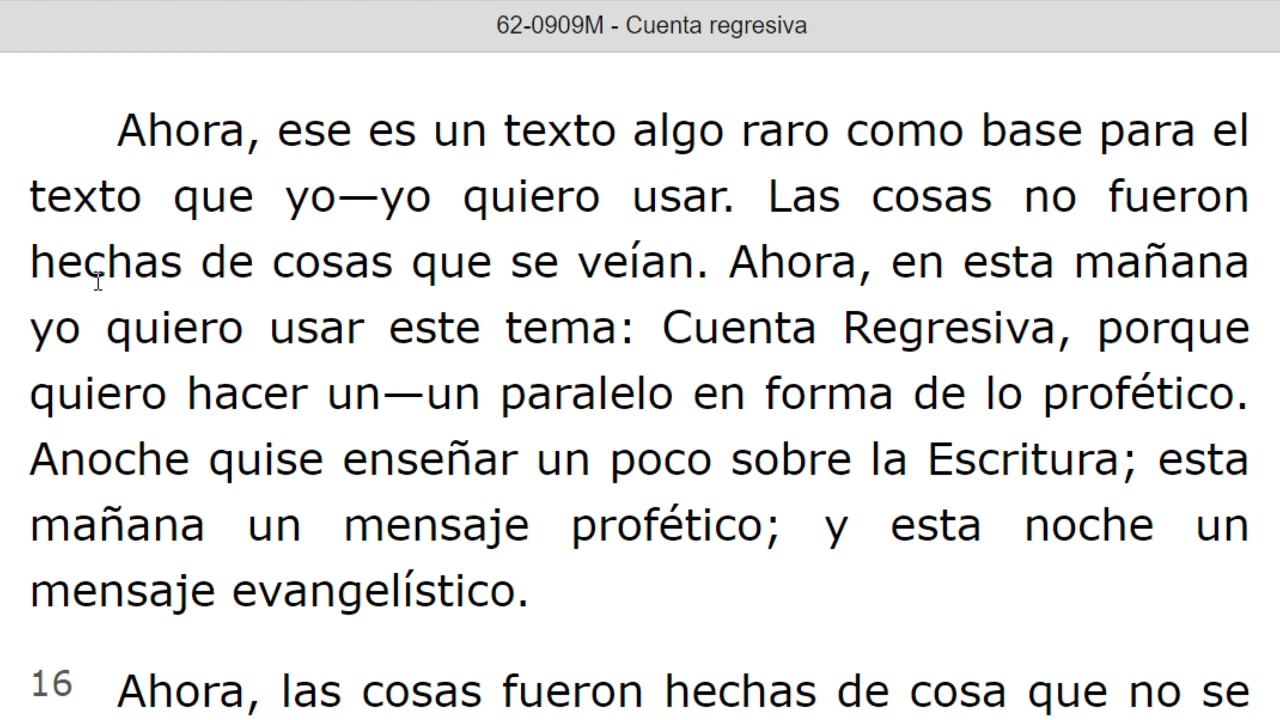 62-0909M - Cuenta regresiva
Ahora, ese es un texto algo raro como base para el
texto que yo—yo quiero usar. Las cosas no fueron
hechas de cosas que se veían. Ahora, en esta mañana
yo quiero usar este tema: Cuenta Regresiva, porque
quiero hacer un—un paralelo en forma de lo profético.
Anoche quise enseñar un poco sobre la Escritura; esta
mañana un mensaje profético; y esta noche un
mensaje evangelístico.
16 Ahora, las cosas fueron hechas de cosa que no se